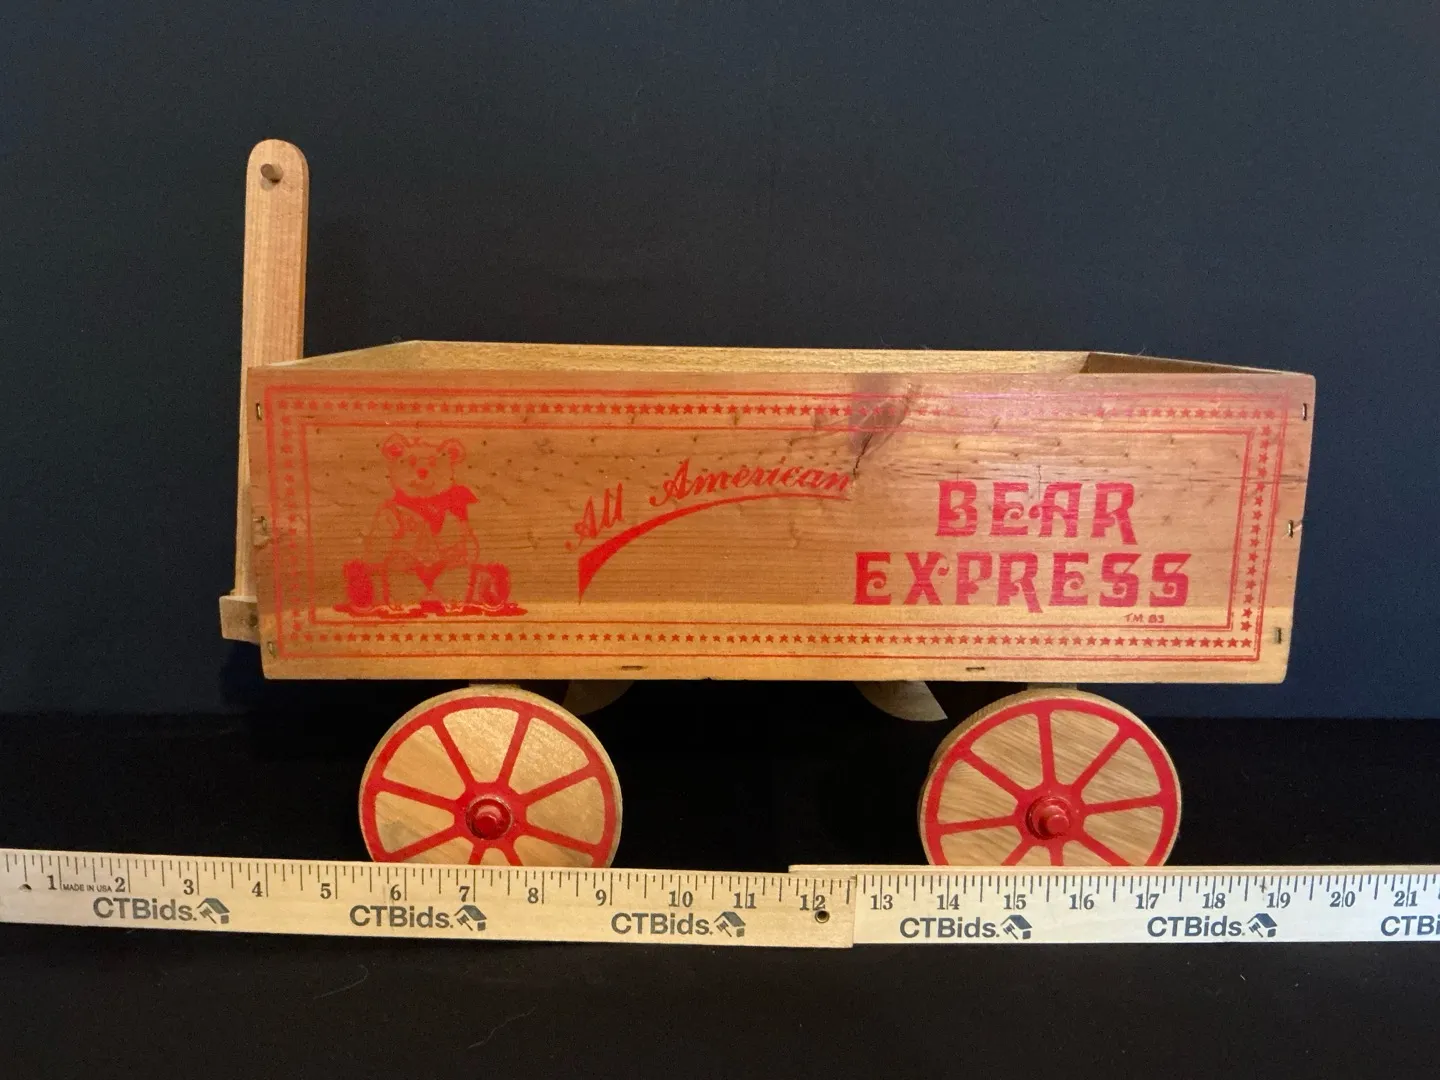 All American
BEAR
EXPRESS
TM 83
1 MADE IN USA 2 3 4 5 6 7 8 9 10 11 12 13 14 15 16 17 18 19 20 21
CTBids. CTBids. CTBids. CTBids. CTBids. CTBi